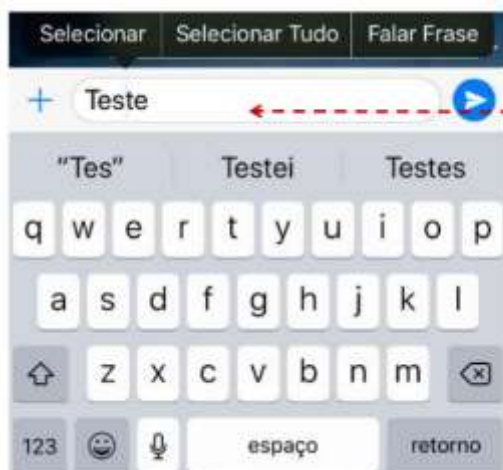 Selecionar Selecionar Tudo Falar Frase
Teste
“Tes” Testei Testes
q w e r t y u i o p
a s d f g h j k l
z x c v b n m
123 espaço retorno